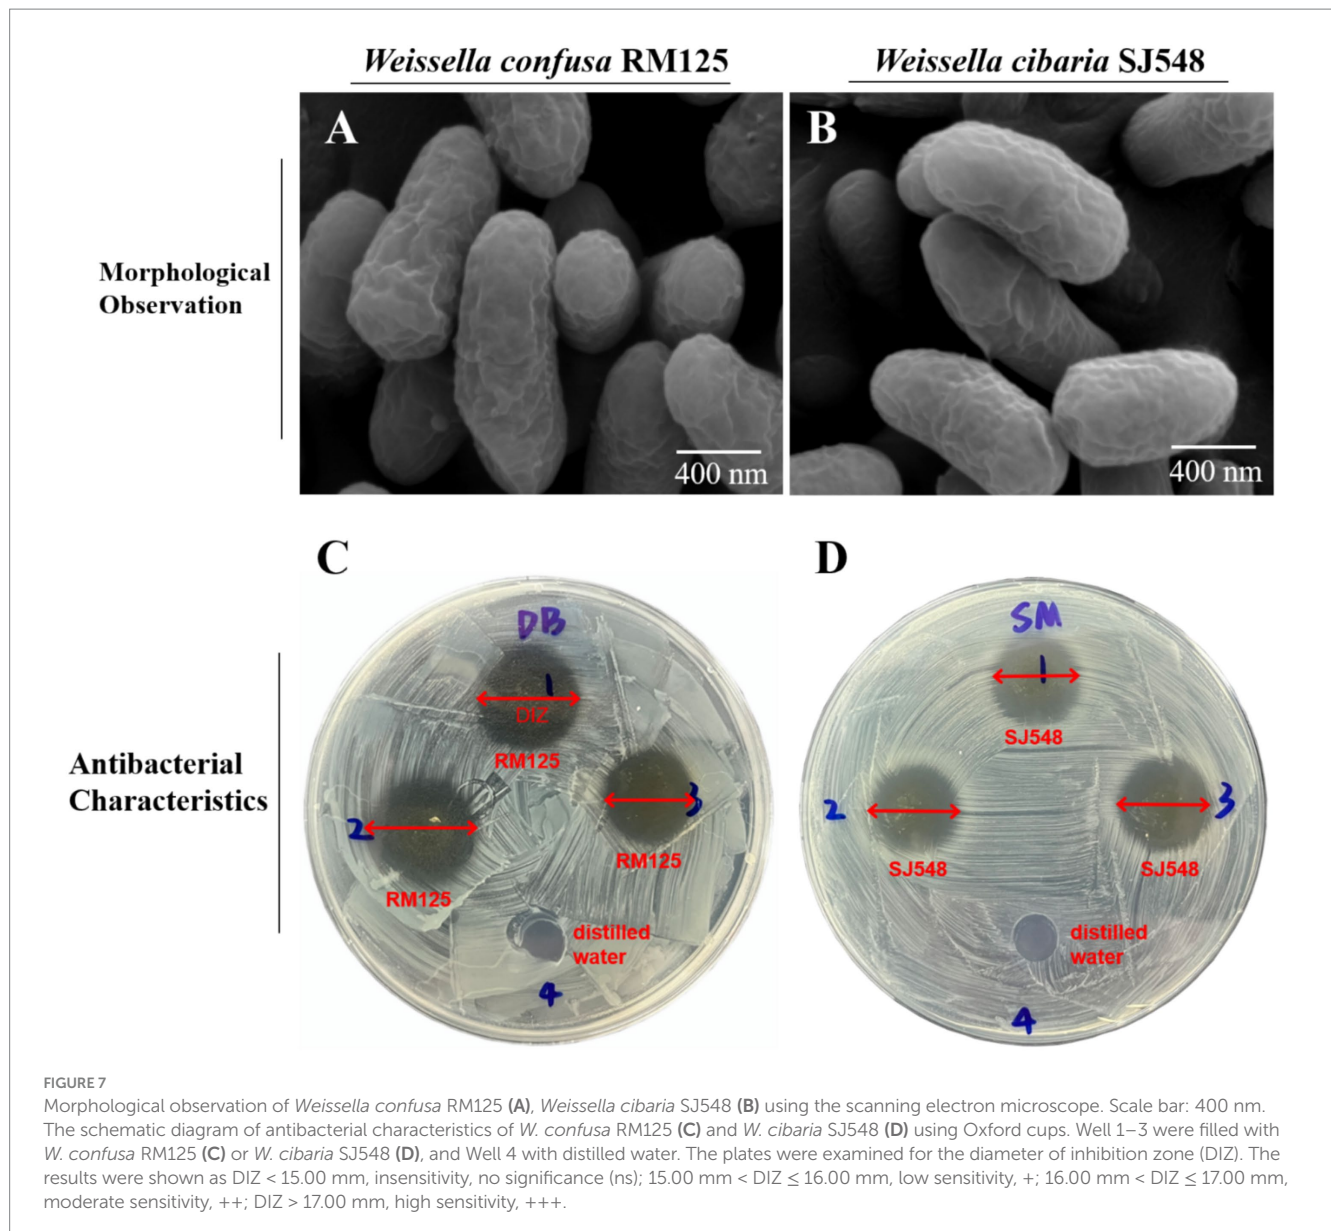 Weissella confusa RM125
Weissella cibaria SJ548
A
B
Morphological
Observation
400 nm
400 nm
C
D
Antibacterial
Characteristics
DB
1
DIZ
RM125
2
RM125
3
RM125
distilled
water
4
SM
1
SJ548
2
SJ548
3
SJ548
distilled
water
4
FIGURE 7
Morphological observation of Weissella confusa RM125 (A), Weissella cibaria SJ548 (B) using the scanning electron microscope. Scale bar: 400 nm.
The schematic diagram of antibacterial characteristics of W. confusa RM125 (C) and W. cibaria SJ548 (D) using Oxford cups. Well 1–3 were filled with
W. confusa RM125 (C) or W. cibaria SJ548 (D), and Well 4 with distilled water. The plates were examined for the diameter of inhibition zone (DIZ). The
results were shown as DIZ < 15.00 mm, insensitivity, no significance (ns); 15.00 mm < DIZ ≤ 16.00 mm, low sensitivity, +; 16.00 mm < DIZ ≤ 17.00 mm,
moderate sensitivity, ++; DIZ > 17.00 mm, high sensitivity, +++.